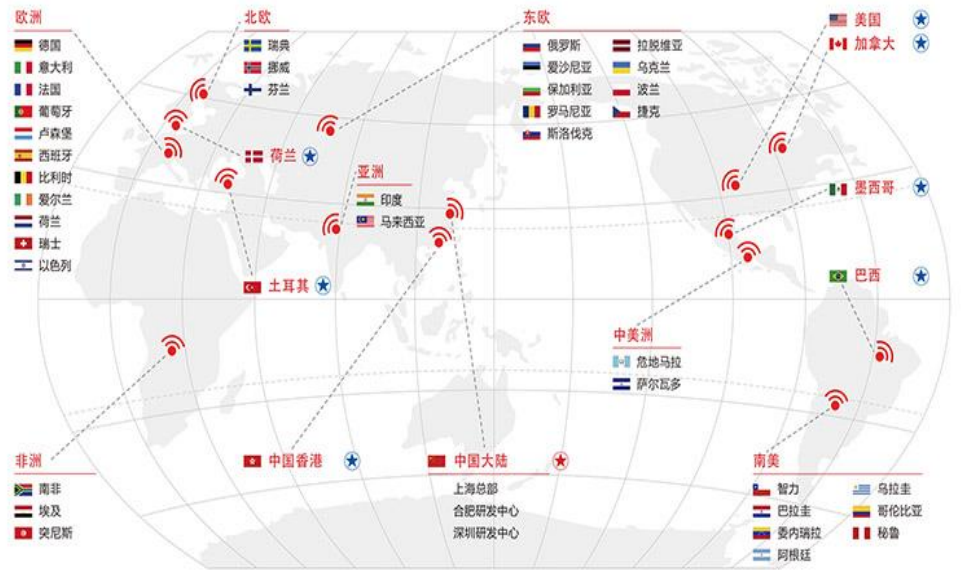 欧洲
德国
意大利
法国
葡萄牙
卢森堡
西班牙
比利时
爱尔兰
荷兰
瑞士
以色列
北欧
瑞典
挪威
芬兰
荷兰
土耳其
亚洲
印度
马来西亚
东欧
俄罗斯
爱沙尼亚
保加利亚
罗马尼亚
斯洛伐克
拉脱维亚
乌克兰
波兰
捷克
美国
加拿大
墨西哥
巴西
中美洲
危地马拉
萨尔瓦多
非洲
南非
埃及
突尼斯
中国香港
中国大陆
上海总部
合肥研发中心
深圳研发中心
南美
智力
巴拉圭
委内瑞拉
阿根廷
乌拉圭
哥伦比亚
秘鲁